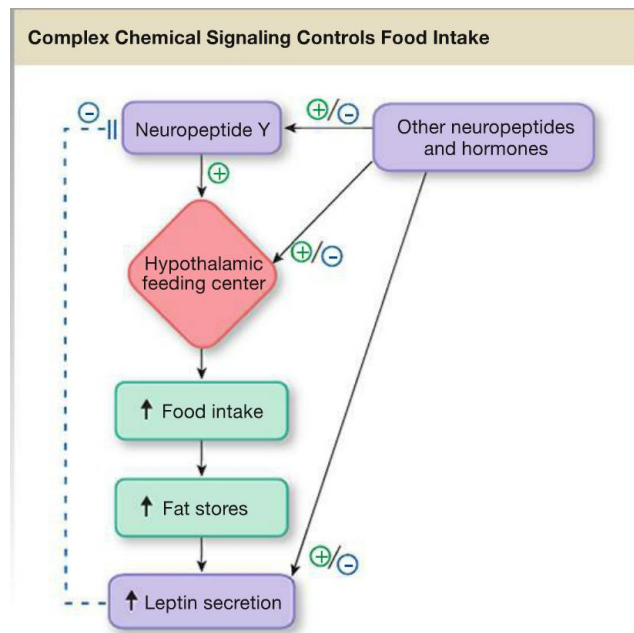 Complex Chemical Signaling Controls Food Intake
−
Neuropeptide Y
+/−
Other neuropeptides
and hormones
+
+/−
Hypothalamic
feeding center
↑ Food intake
↑ Fat stores
+/−
↑ Leptin secretion